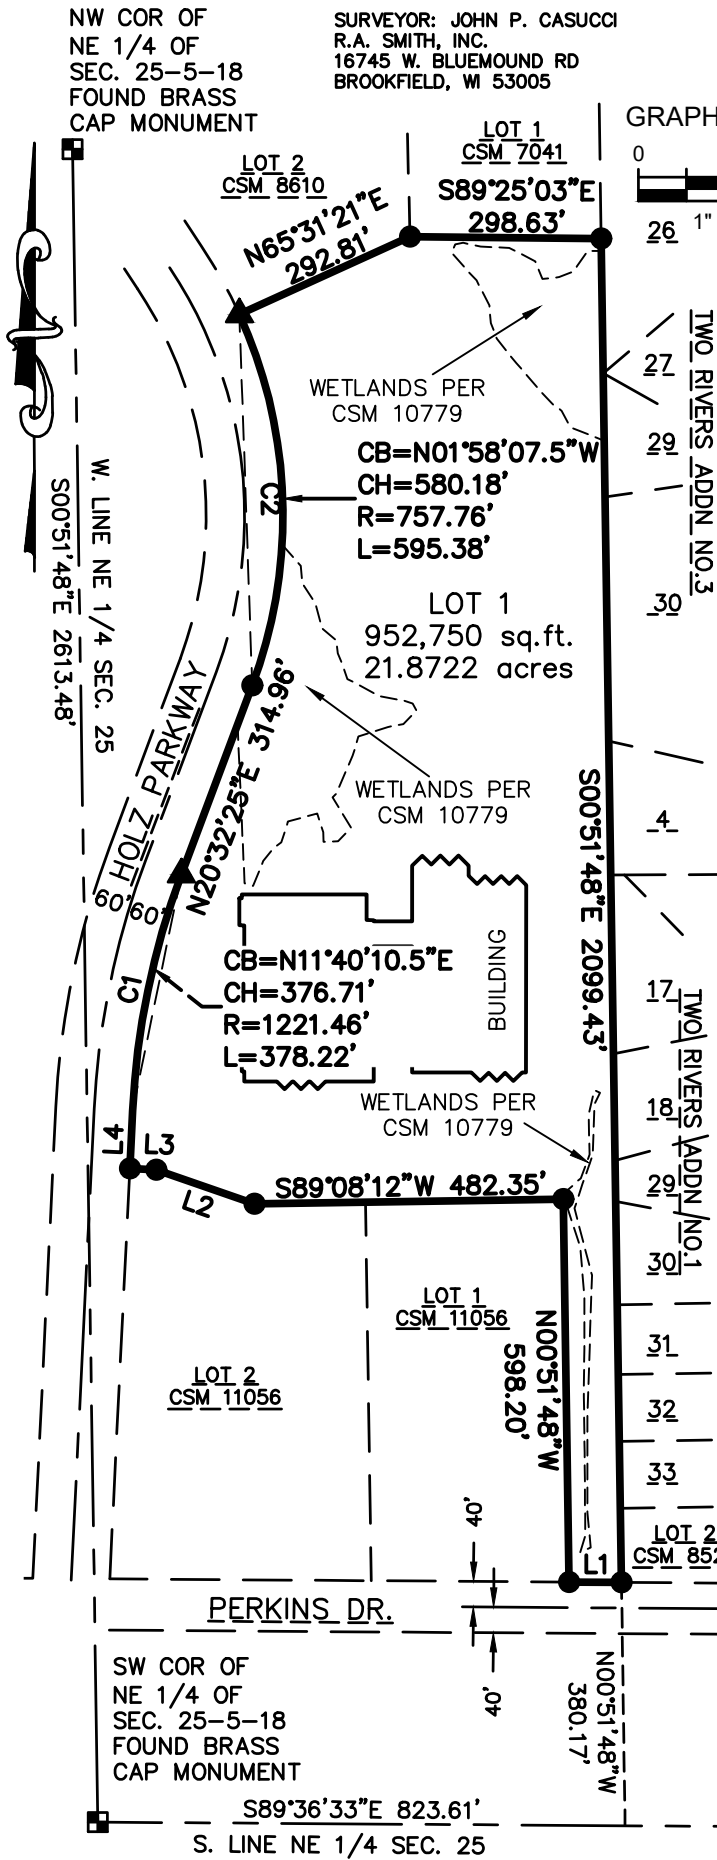 NW COR OF
NE 1/4 OF
SEC. 25-5-18
FOUND BRASS
CAP MONUMENT
SURVEYOR: JOHN P. CASUCCI
R.A. SMITH, INC.
16745 W. BLUEMOUND RD
BROOKFIELD, WI 53005
GRAPH
0
1"
LOT 1
CSM 7041
LOT 2
CSM 8610
S89°25'03"E
298.63'
N65°31'21"E
292.81'
26
27
29
30
4
TWO RIVERS ADDN NO.3
WETLANDS PER
CSM 10779
CB=N01°58'07.5"W
CH=580.18'
R=757.76'
L=595.38'
C2
LOT 1
952,750 sq.ft.
21.8722 acres
W. LINE NE 1/4 SEC. 25
S00°51'48"E 2613.48'
HOLZ PARKWAY
60' 60'
N20°32'25"E 314.96'
WETLANDS PER
CSM 10779
S00°51'48"E 2099.43'
BUILDING
C1
CB=N11°40'10.5"E
CH=376.71'
R=1221.46'
L=378.22'
WETLANDS PER
CSM 10779
17
18
29
30
31
32
33
TWO RIVERS ADDN NO.1
L4
L3
L2
S89°08'12"W 482.35'
LOT 1
CSM 11056
LOT 2
CSM 11056
N00°51'48"W
598.20'
40'
L1
LOT 2
CSM 852
PERKINS DR.
40'
N00°51'48"W
380.17'
SW COR OF
NE 1/4 OF
SEC. 25-5-18
FOUND BRASS
CAP MONUMENT
S89°36'33"E 823.61'
S. LINE NE 1/4 SEC. 25